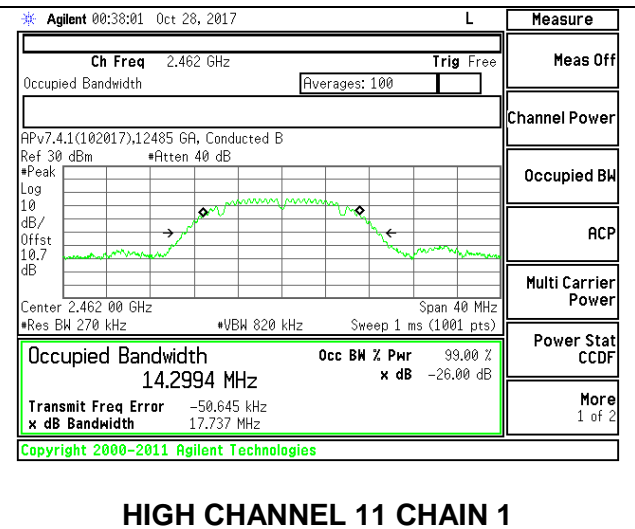 Agilent 00:38:01 Oct 28, 2017 L
Measure
Ch Freq 2.462 GHz Trig Free
Meas Off
Occupied Bandwidth Averages: 100
Channel Power
APv7.4.1(102017),12485 GA, Conducted B
Ref 30 dBm #Atten 40 dB
#Peak
Log
10
dB/
Offst
10.7
dB
Occupied BW
ACP
Multi Carrier
Power
Center 2.462 00 GHz Span 40 MHz
#Res BW 270 kHz #VBW 820 kHz Sweep 1 ms (1001 pts)
Power Stat
CCDF
Occupied Bandwidth Occ BW % Pwr 99.00 %
14.2994 MHz x dB -26.00 dB
Transmit Freq Error -50.645 kHz
x dB Bandwidth 17.737 MHz
More
1 of 2
Copyright 2000-2011 Agilent Technologies
HIGH CHANNEL 11 CHAIN 1